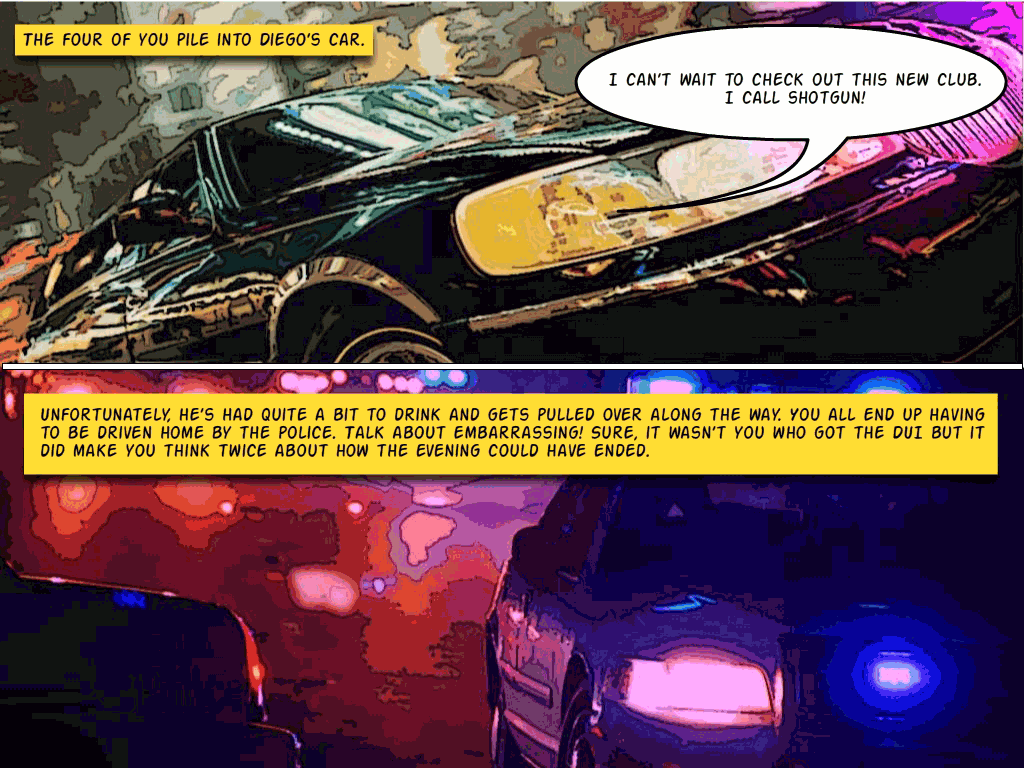 THE FOUR OF YOU PILE INTO DIEGO'S CAR.
I CAN'T WAIT TO CHECK OUT THIS NEW CLUB.
I CALL SHOTGUN!
UNFORTUNATELY, HE'S HAD QUITE A BIT TO DRINK AND GETS PULLED OVER ALONG THE WAY. YOU ALL END UP HAVING
TO BE DRIVEN HOME BY THE POLICE. TALK ABOUT EMBARRASSING! SURE, IT WASN'T YOU WHO GOT THE DUI BUT IT
DID MAKE YOU THINK TWICE ABOUT HOW THE EVENING COULD HAVE ENDED.